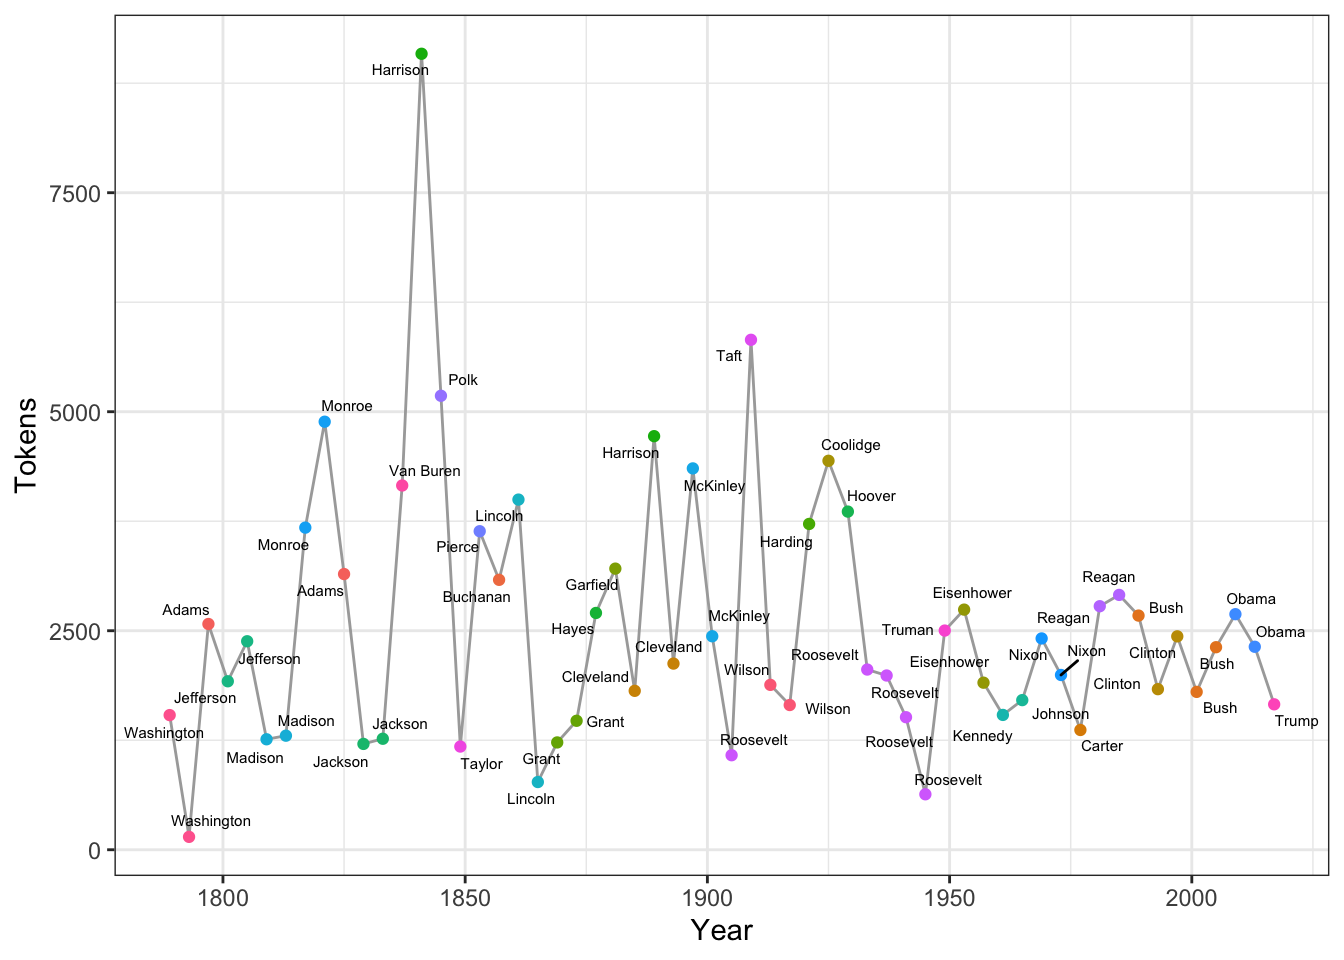 Harrison
7500
Taft
Polk
Monroe
5000
Coolidge
Harrison
Van Buren
McKinley
Hoover
Lincoln
Tokens
Monroe
Pierce
Harding
Adams
Buchanan
Garfield
Reagan
Eisenhower
Obama
Adams
McKinley
Reagan
Bush
2500
Hayes
Truman
Obama
Jefferson
Cleveland
Roosevelt
Eisenhower
Nixon
Nixon
Clinton
Bush
Jefferson
Cleveland
Wilson
Roosevelt
Clinton
Washington
Madison
Jackson
Grant
Wilson
Johnson
Bush
Trump
Madison
Jackson
Taylor
Grant
Roosevelt
Roosevelt
Kennedy
Carter
Lincoln
Roosevelt
Washington
0
1800 1850 1900 1950 2000
Year